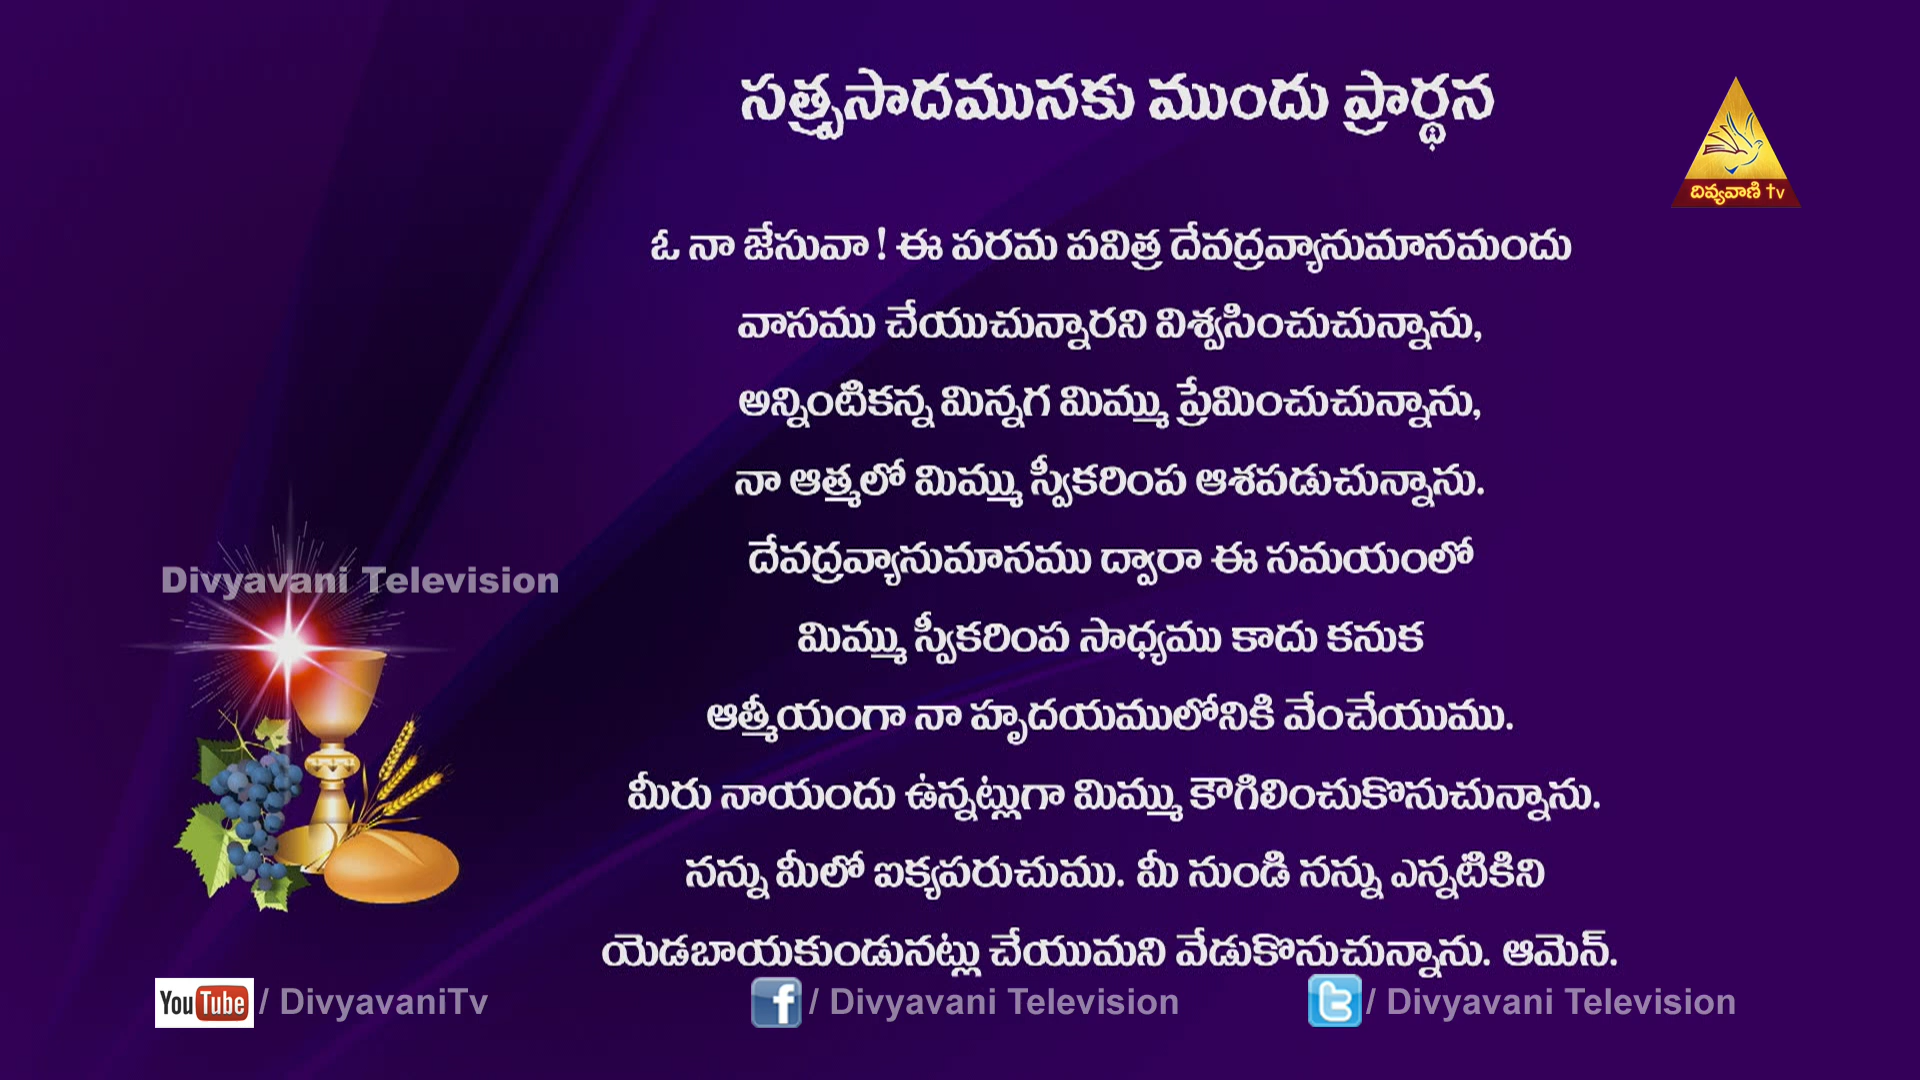 సత్ప్రసాదమునకు ముందు ప్రార్థన
దివ్యవాణి tv
ఓ నా జేసువా ! ఈ పరమ పవిత్ర దేవద్రవ్యానుమానమందు
వాసము చేయుచున్నారని విశ్వసించుచున్నాను,
అన్నింటికన్న మిన్నగ మిమ్ము ప్రేమించుచున్నాను,
నా ఆత్మలో మిమ్ము స్వీకరింప ఆశపడుచున్నాను.
దేవద్రవ్యానుమానము ద్వారా ఈ సమయంలో
మిమ్ము స్వీకరింప సాధ్యము కాదు కనుక
ఆత్మీయంగా నా హృదయములోనికి వేంచేయుము.
మీరు నాయందు ఉన్నట్లుగా మిమ్ము కౌగిలించుకొనుచున్నాను.
నన్ను మీలో ఐక్యపరుచుము. మీ నుండి నన్ను ఎన్నటికిని
యెడబాయకుండునట్లు చేయుమని వేడుకొనుచున్నాను. ఆమెన్.
Divyavani Television
YouTube / DivyavaniTv
f / Divyavani Television
t / Divyavani Television